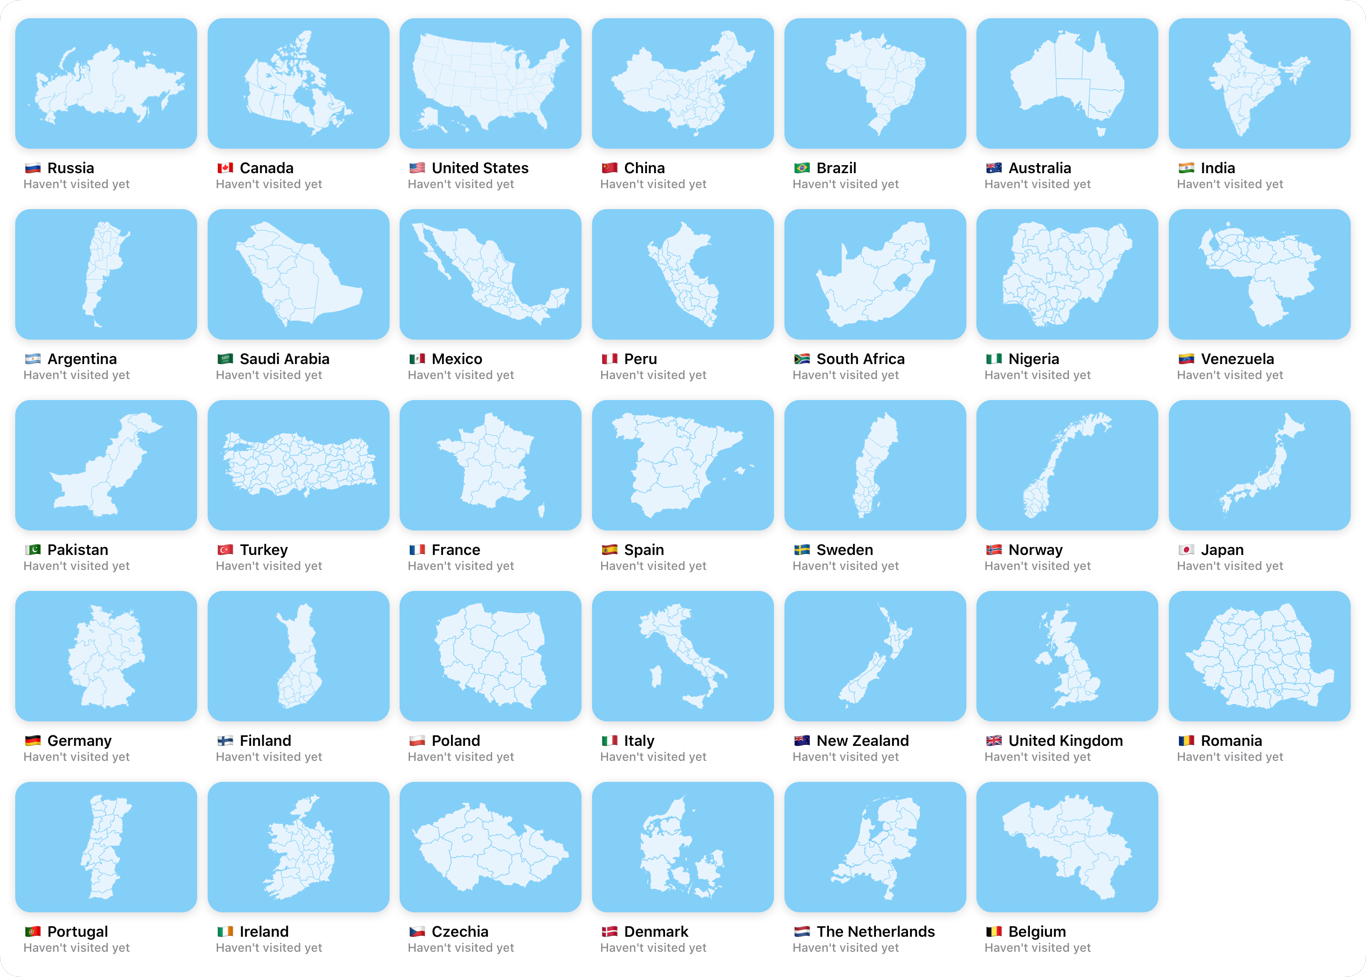 Russia
Haven't visited yet
Canada
Haven't visited yet
United States
Haven't visited yet
China
Haven't visited yet
Brazil
Haven't visited yet
Australia
Haven't visited yet
India
Haven't visited yet
Argentina
Haven't visited yet
Saudi Arabia
Haven't visited yet
Mexico
Haven't visited yet
Peru
Haven't visited yet
South Africa
Haven't visited yet
Nigeria
Haven't visited yet
Venezuela
Haven't visited yet
Pakistan
Haven't visited yet
Turkey
Haven't visited yet
France
Haven't visited yet
Spain
Haven't visited yet
Sweden
Haven't visited yet
Norway
Haven't visited yet
Japan
Haven't visited yet
Germany
Haven't visited yet
Finland
Haven't visited yet
Poland
Haven't visited yet
Italy
Haven't visited yet
New Zealand
Haven't visited yet
United Kingdom
Haven't visited yet
Romania
Haven't visited yet
Portugal
Haven't visited yet
Ireland
Haven't visited yet
Czechia
Haven't visited yet
Denmark
Haven't visited yet
The Netherlands
Haven't visited yet
Belgium
Haven't visited yet